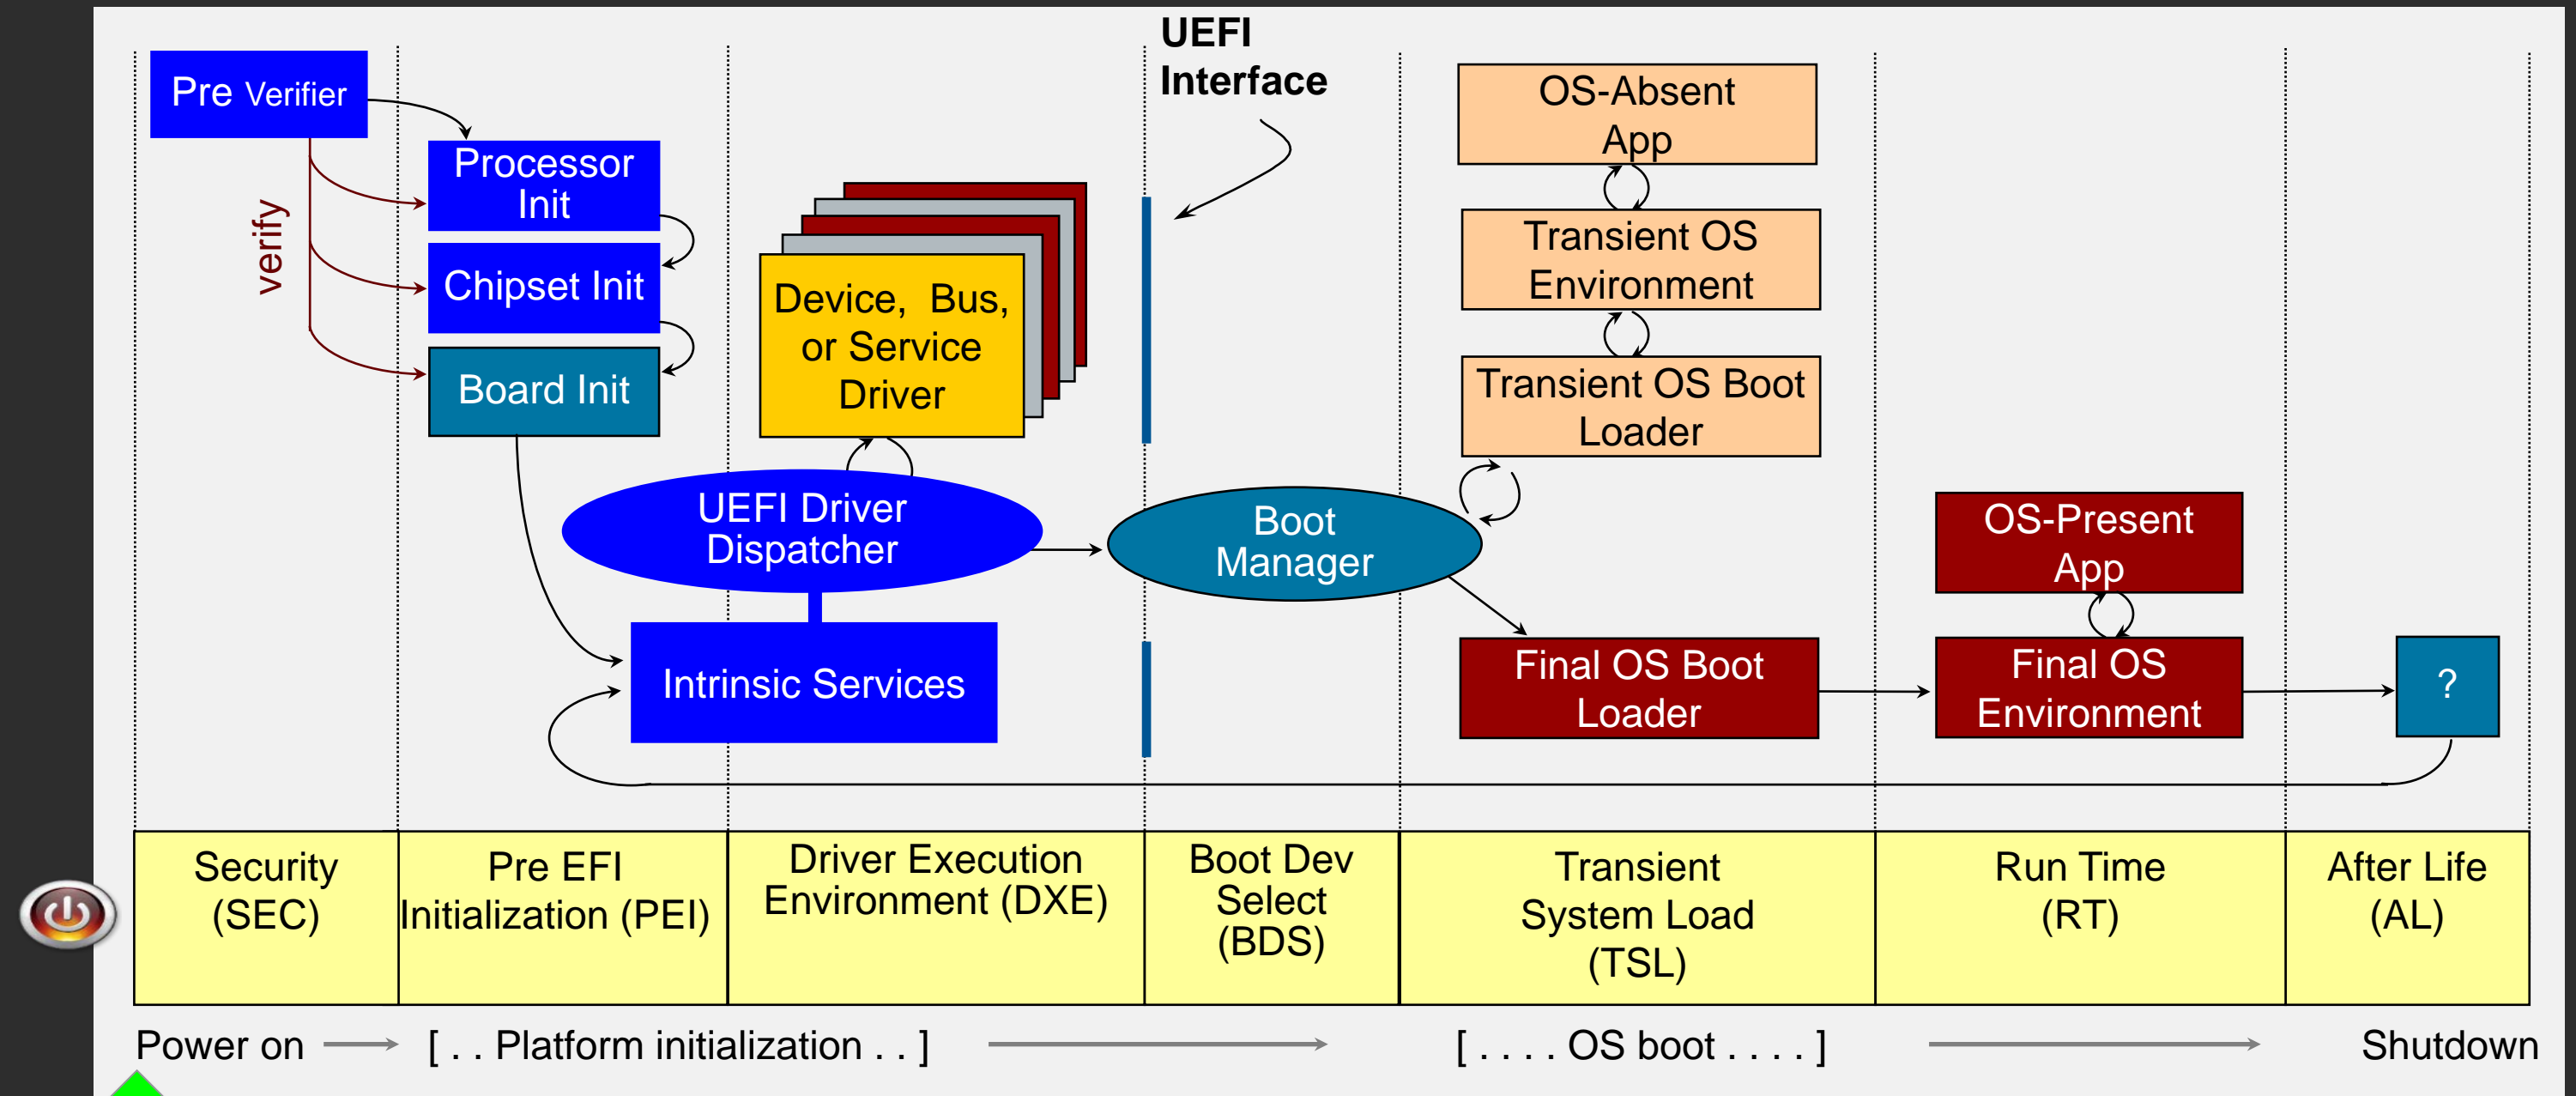 UEFI
Interface
Pre Verifier
verify
Processor
Init
Chipset Init
Board Init
Device,  Bus,
or Service
Driver
UEFI Driver
Dispatcher
Intrinsic Services
Boot
Manager
OS-Absent
App
Transient OS
Environment
Transient OS Boot
Loader
Final OS Boot
Loader
OS-Present
App
Final OS
Environment
?
Security
(SEC)
Pre EFI
Initialization (PEI)
Driver Execution
Environment (DXE)
Boot Dev
Select
(BDS)
Transient
System Load
(TSL)
Run Time
(RT)
After Life
(AL)
Power on
[ . . Platform initialization . . ]
[ . . . . OS boot . . . . ]
Shutdown